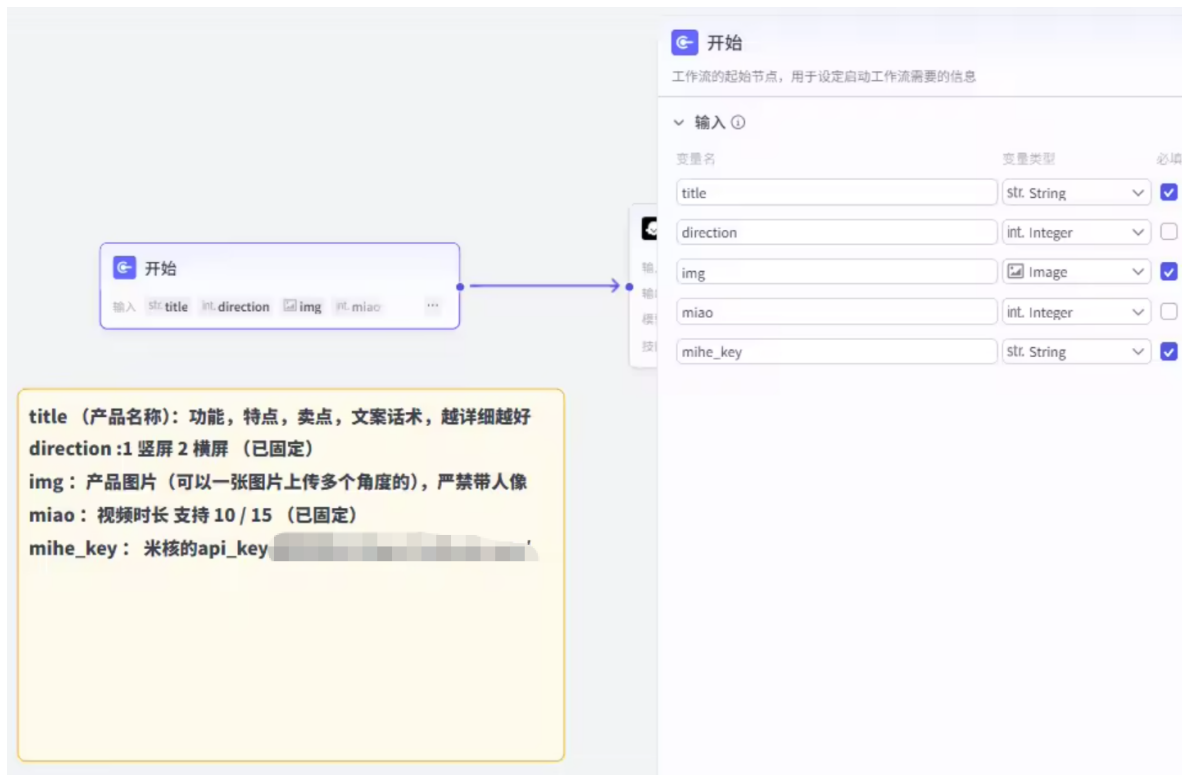 开始
输入 str. title int. direction img int. miao ...
title （产品名称）：功能，特点，卖点，文案话术，越详细越好
direction :1 竖屏 2 横屏 （已固定）
img： 产品图片（可以一张图片上传多个角度的），严禁带人像
miao： 视频时长 支持 10 / 15 （已固定）
mihe_key： 米核的api_key
开始
工作流的起始节点，用于设定启动工作流需要的信息
输入
变量名 变量类型 必填
title str. String
direction int. Integer
img Image
miao int. Integer
mihe_key str. String